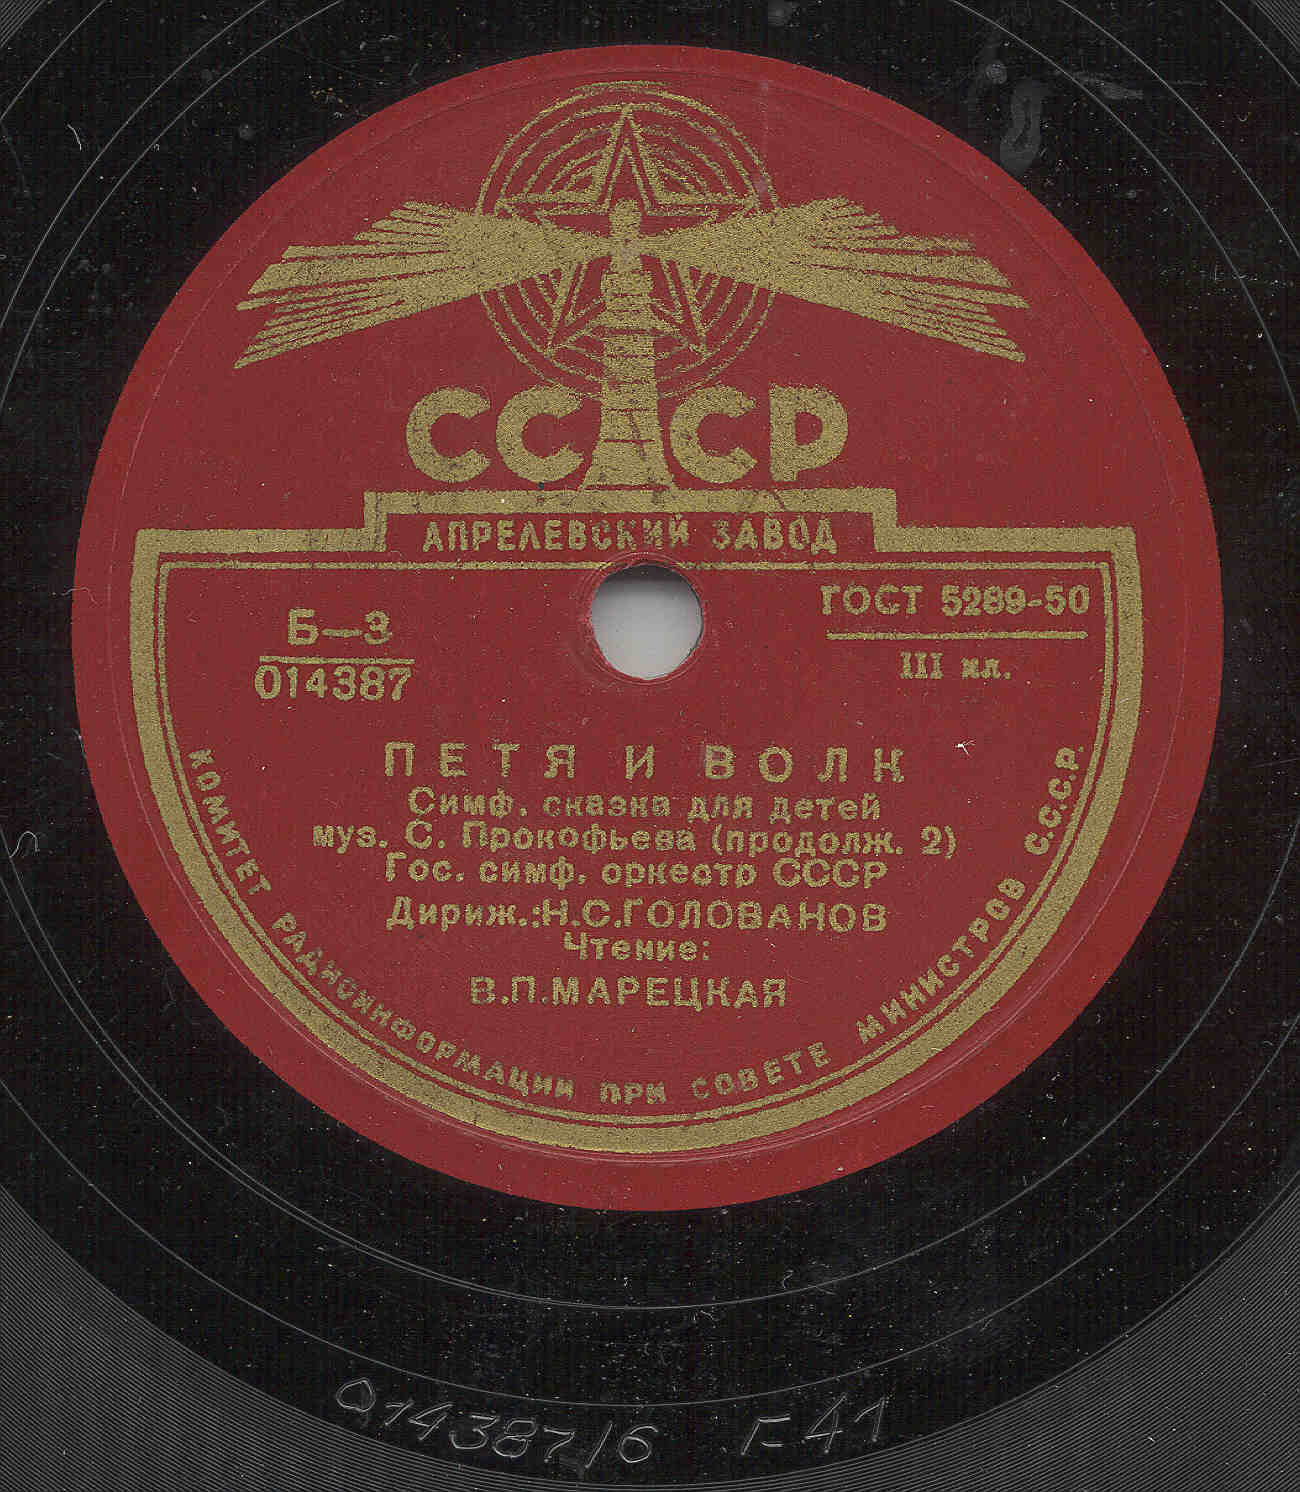 СССР
АПРЕЛЕВСКИЙ ЗАВОД
Б—3
014387
ГОСТ 5289-50
III кл.
ПЕТЯ И ВОЛК
Симф. сказка для детей
муз. С. Прокофьева (продолж. 2)
Гос. симф. оркестр СССР
Дириж.:Н.С.ГОЛОВАНОВ
Чтение:
В.П.МАРЕЦКАЯ
КОМИТЕТ РАДИОИНФОРМАЦИИ ПРИ СОВЕТЕ МИНИСТРОВ С.С.С.Р.
014387/6 Г-41